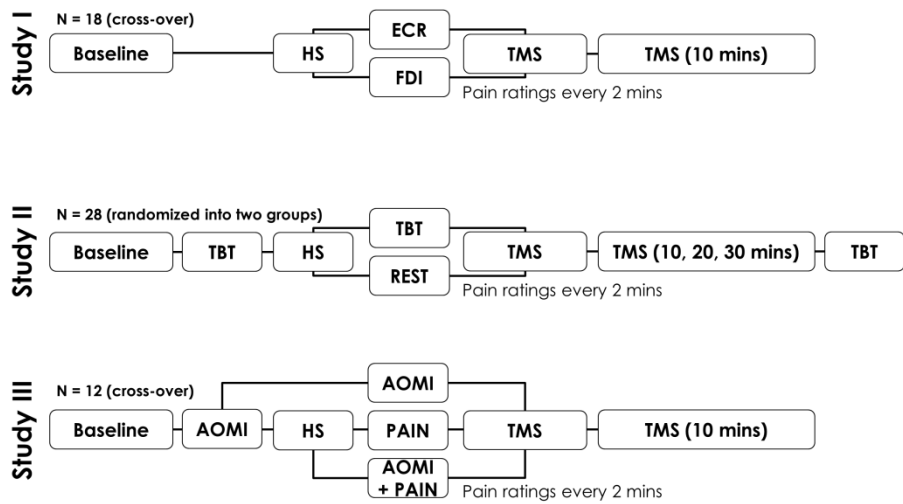 Study I
N = 18 (cross-over)
Baseline
HS
ECR
FDI
TMS
TMS (10 mins)
Pain ratings every 2 mins
Study II
N = 28 (randomized into two groups)
Baseline
TBT
HS
TBT
REST
TMS
TMS (10, 20, 30 mins)
TBT
Pain ratings every 2 mins
Study III
N = 12 (cross-over)
Baseline
AOMI
HS
AOMI
PAIN
AOMI
+ PAIN
TMS
TMS (10 mins)
Pain ratings every 2 mins